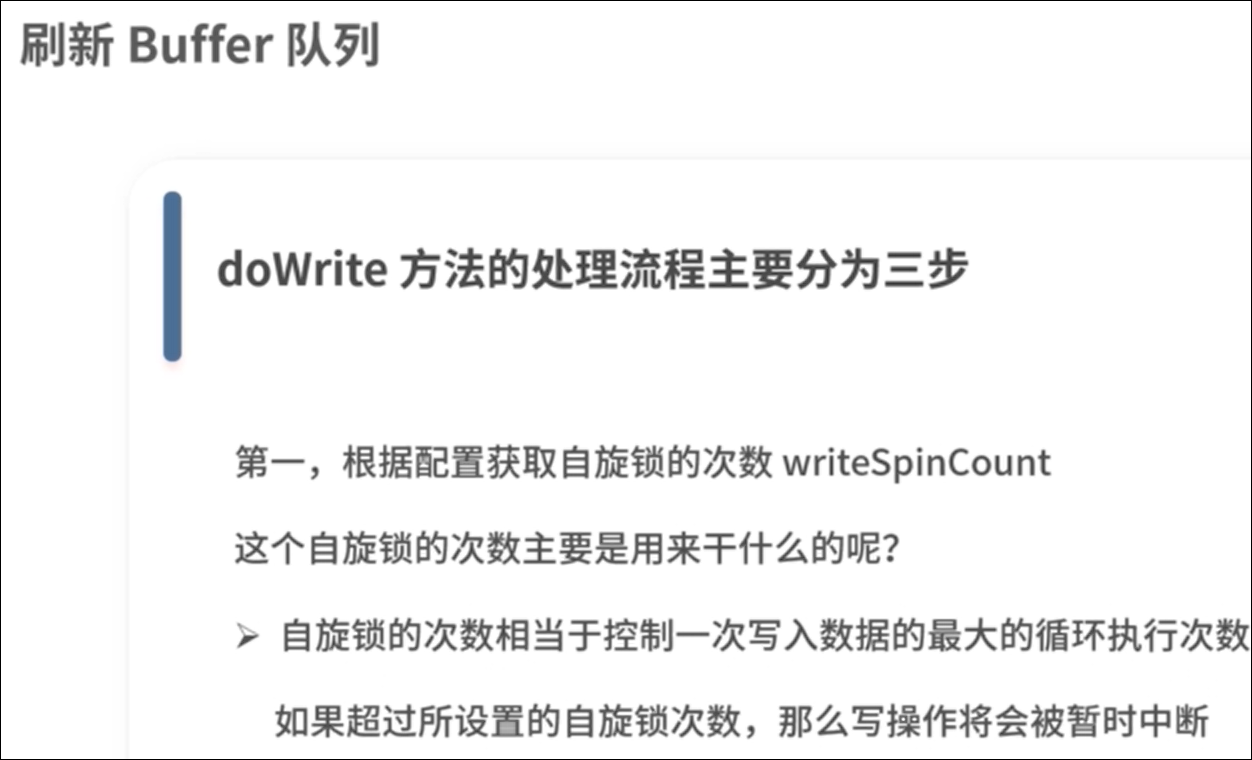 刷新 Buffer 队列
doWrite 方法的处理流程主要分为三步
第一，根据配置获取自旋锁的次数 writeSpinCount
这个自旋锁的次数主要是用来干什么的呢？
➢ 自旋锁的次数相当于控制一次写入数据的最大的循环执行次数
如果超过所设置的自旋锁次数，那么写操作将会被暂时中断